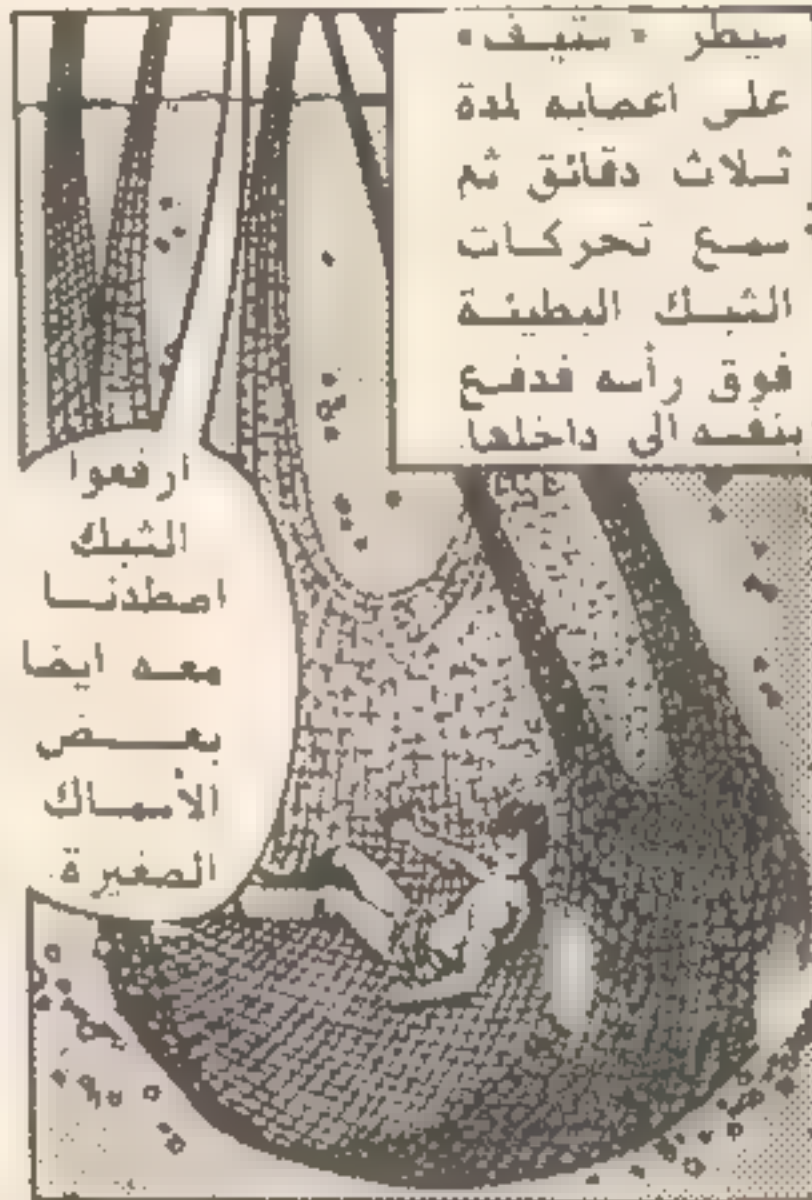 سيطر « ستيف »
على اعصابه لمدة
ثلاث دقائق ثم
سمع تحركات
الشبك البطيئة
فوق رأسه فدفع
بنفسه الى داخلها
ارفعوا
الشبك
اصطدنا
معه ايضا
بعض
الأسماك
الصغيرة